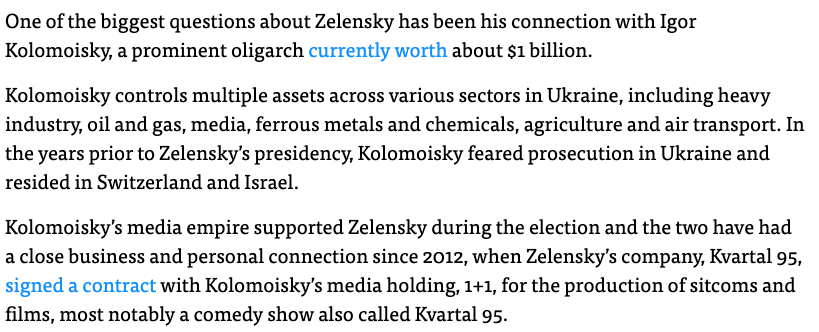 One of the biggest questions about Zelensky has been his connection with Igor
Kolomoisky, a prominent oligarch currently worth about $1 billion.
Kolomoisky controls multiple assets across various sectors in Ukraine, including heavy
industry, oil and gas, media, ferrous metals and chemicals, agriculture and air transport. In
the years prior to Zelensky’s presidency, Kolomoisky feared prosecution in Ukraine and
resided in Switzerland and Israel.
Kolomoisky’s media empire supported Zelensky during the election and the two have had
a close business and personal connection since 2012, when Zelensky’s company, Kvartal 95,
signed a contract with Kolomoisky’s media holding, 1+1, for the production of sitcoms and
films, most notably a comedy show also called Kvartal 95.